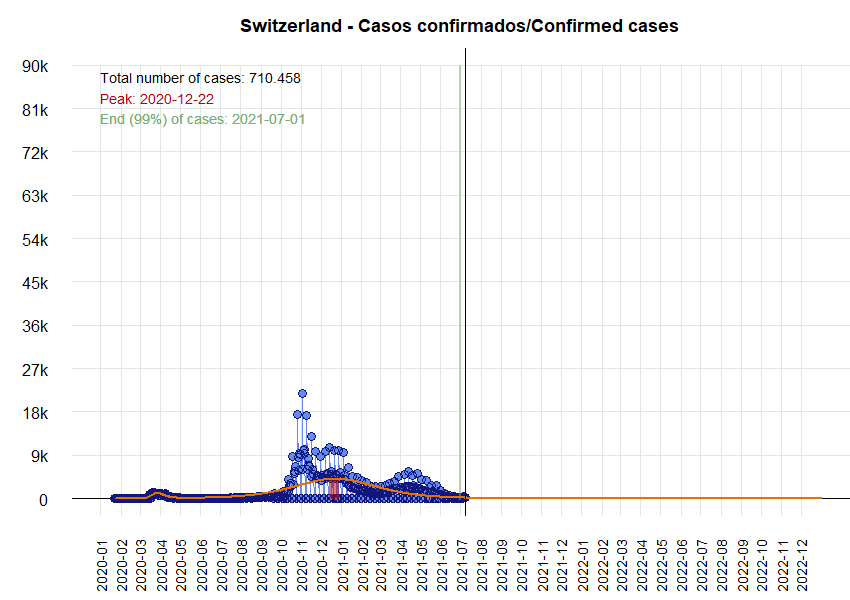 Switzerland - Casos confirmados/Confirmed cases
90k
81k
72k
63k
54k
45k
36k
27k
18k
9k
0
Total number of cases: 710.458
Peak: 2020-12-22
End (99%) of cases: 2021-07-01
2020-01
2020-02
2020-03
2020-04
2020-05
2020-06
2020-07
2020-08
2020-09
2020-10
2020-11
2020-12
2021-01
2021-02
2021-03
2021-04
2021-05
2021-06
2021-07
2021-08
2021-09
2021-10
2021-11
2021-12
2022-01
2022-02
2022-03
2022-04
2022-05
2022-06
2022-07
2022-08
2022-09
2022-10
2022-11
2022-12